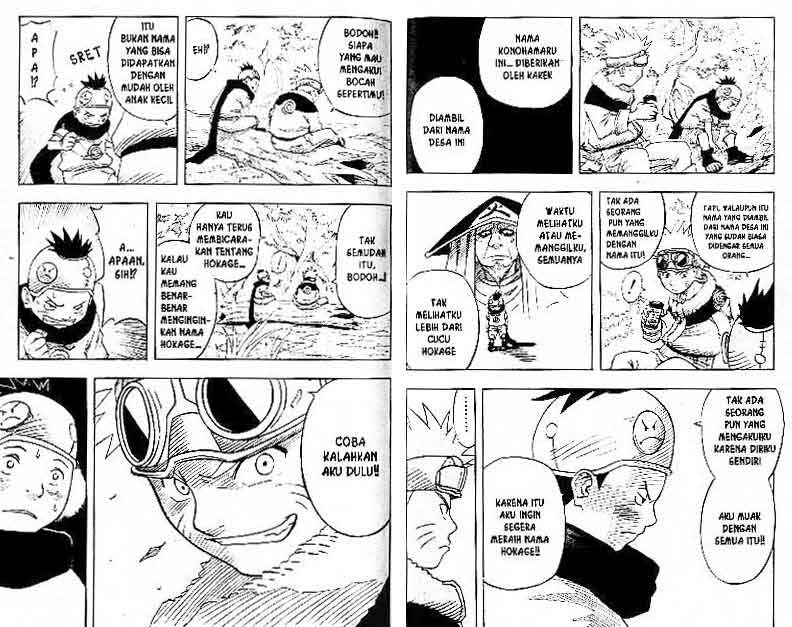 NAMA
KONOHAMARU
INI... DIBERIKAN
OLEH KAKEK
DIAMBIL
DARI NAMA
DESA INI
TAPI, WALAUPUN ITU
NAMA YANG DIAMBIL
DARI NAMA DESA INI
YANG SUDAH BIASA
DIDENGAR SEMUA
ORANG...
TAK ADA
SEORANG
PUN YANG
MEMANGGILKU
DENGAN
NAMA ITU!
!
WAKTU
MELIHATKU
ATAU ME-
MANGGILKU,
SEMUANYA
TAK
MELIHATKU
LEBIH DARI
CUCU
HOKAGE
TAK ADA
SEORANG
PUN YANG
MENGAKUIKU
KARENA DIRIKU
SENDIRI
AKU MUAK
DENGAN
SEMUA ITU!!
KARENA ITU
AKU INGIN
SEGERA
MERAIH NAMA
HOKAGE!!
........
BODOH!!
SIAPA
YANG MAU
MENGAKUI
BOCAH
SEPERTIMU!
EH!?
ITU
BUKAN NAMA
YANG BISA
DIDAPATKAN
DENGAN
MUDAH OLEH
ANAK KECIL
SRET
APA!?
TAK
SEMUDAH
ITU,
BODOH...!
KAU
HANYA TERUS
MEMBICARA-
KAN TENTANG
HOKAGE...
KALAU
KAU
MEMANG
BENAR-
BENAR
MENGINGIN-
KAN NAMA
HOKAGE...
A...
APAAN,
SIH!?
COBA
KALAHKAN
AKU DULU!!